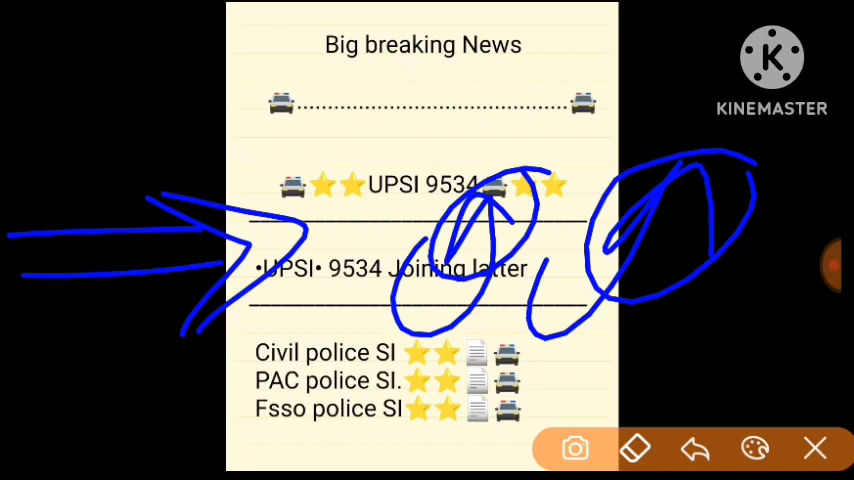 Big breaking News
K
KINEMASTER
🚔.......................................🚔
🚔⭐⭐UPSI 9534🚔⭐⭐
•UPSI• 9534 Joining latter
Civil police SI ⭐⭐📄🚔
PAC police SI.⭐⭐📄🚔
Fsso police SI⭐⭐📄🚔